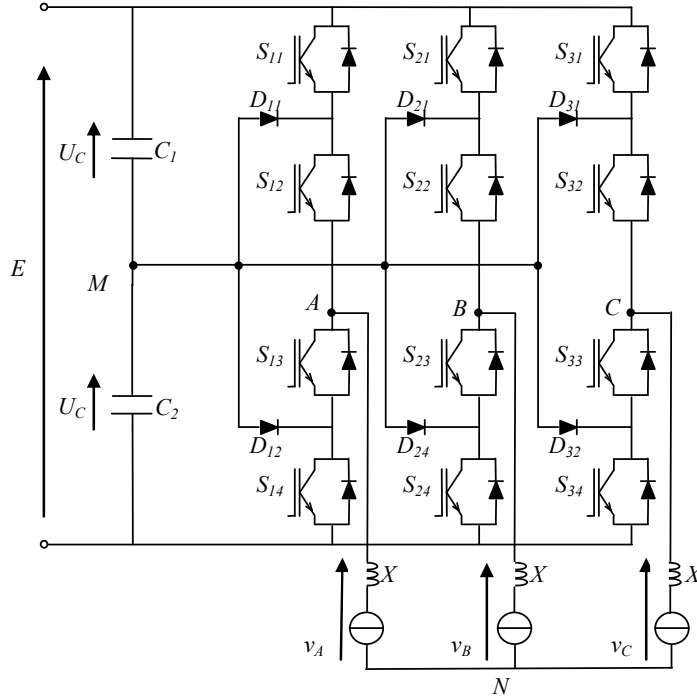 S11 S21 S31
D11 D21 D31
UC C1
S12 S22 S32
E
M
A B C
S13 S23 S33
UC C2
D12 D24 D32
S14 S24 S34
X X X
vA vB vC
N